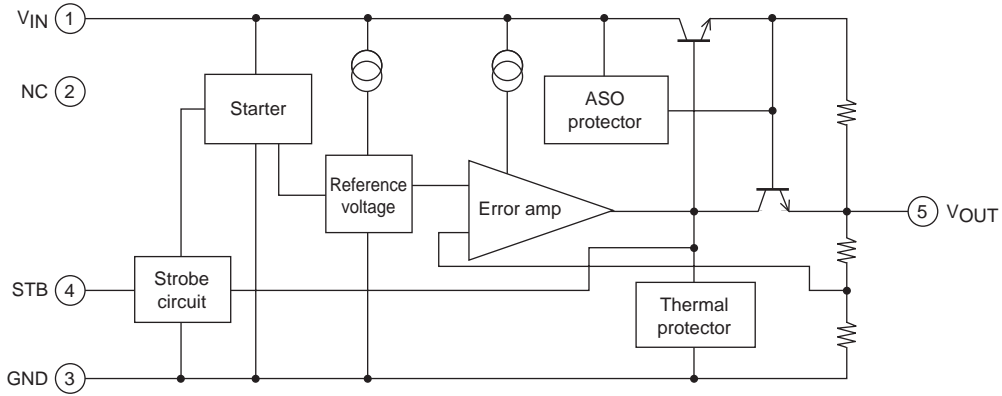 VIN 1
NC 2
Starter
ASO
protector
Reference
voltage
Error amp
5 VOUT
STB 4
Strobe
circuit
Thermal
protector
GND 3